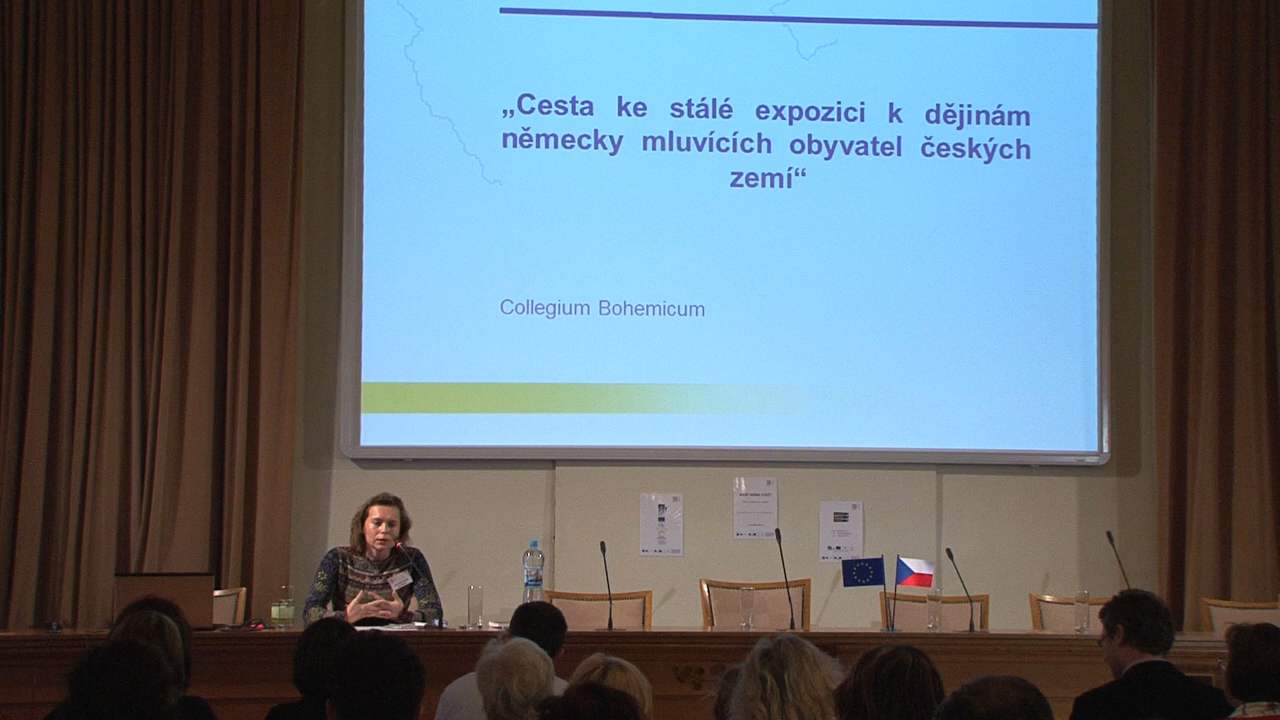 „Cesta ke stálé expozici k dějinám
německy mluvících obyvatel českých
zemí“
Collegium Bohemicum